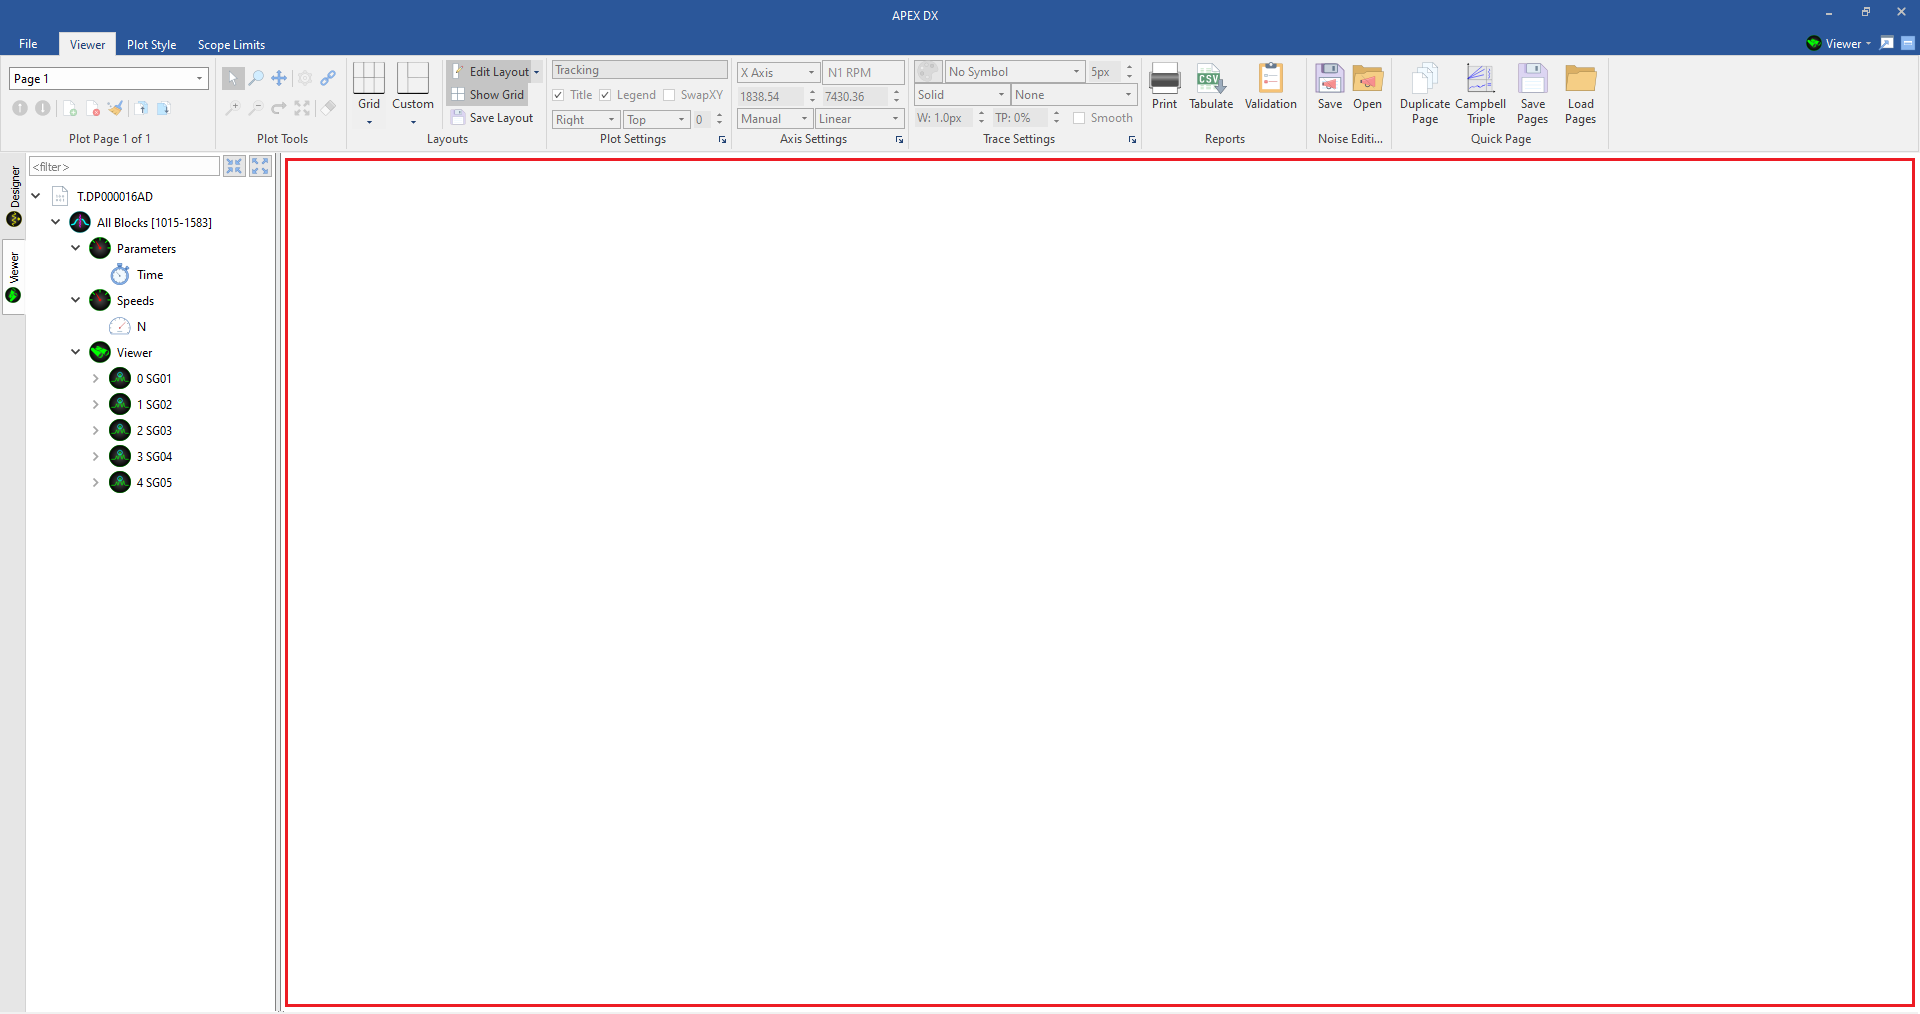 APEX DX
File Viewer Plot Style Scope Limits Viewer
Page 1
Plot Page 1 of 1
Plot Tools
Grid
Custom
Edit Layout
Show Grid
Save Layout
Layouts
Tracking
Title Legend SwapXY
Right Top 0
Plot Settings
X Axis N1 RPM
1838.54 7430.36
Manual Linear
Axis Settings
No Symbol 5px
Solid None
W: 1.0px TP: 0% Smooth
Trace Settings
CSV
Print Tabulate Validation
Reports
Save Open
Noise Editi...
Duplicate Page
Campbell Triple
Save Pages
Load Pages
Quick Page
Designer
Viewer
<filter>
T.DP000016AD
All Blocks [1015-1583]
Parameters
Time
Speeds
N
Viewer
0 SG01
1 SG02
2 SG03
3 SG04
4 SG05